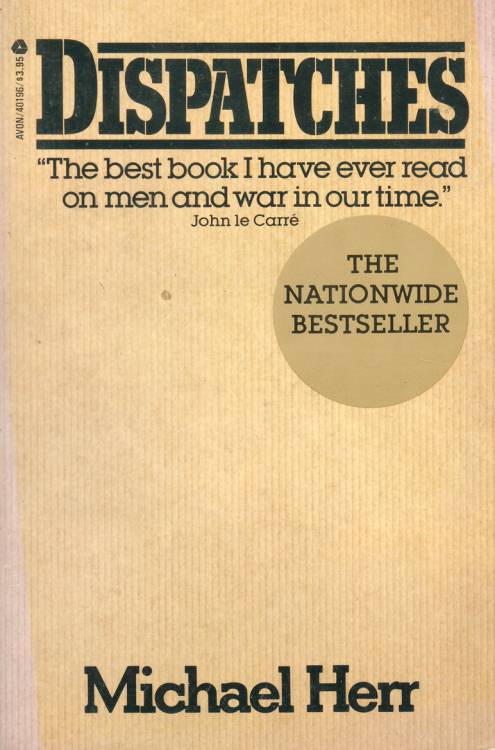 AVON/40196/$3.95
DISPATCHES
“The best book I have ever read
on men and war in our time.”
John le Carré
THE
NATIONWIDE
BESTSELLER
Michael Herr